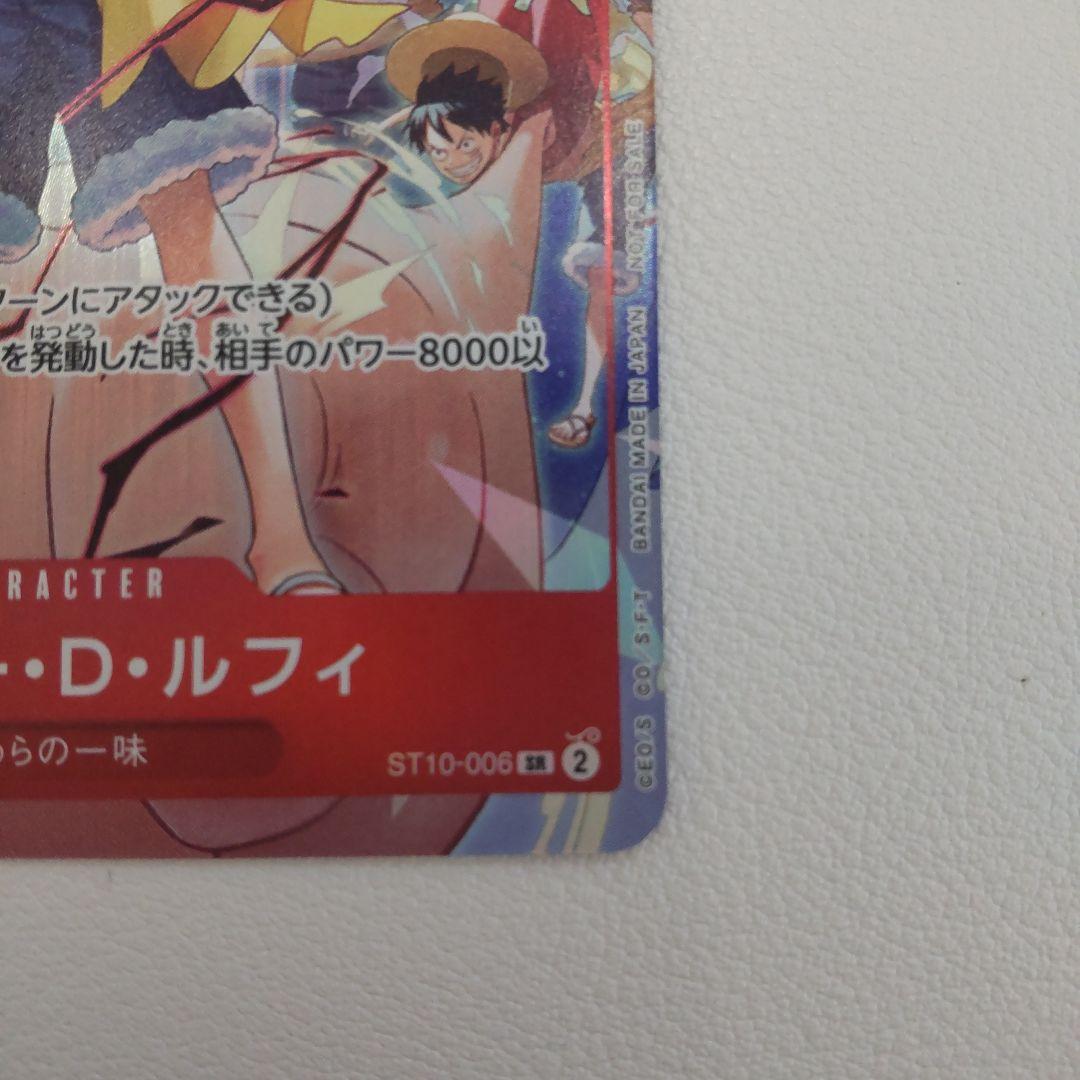 ターンにアタックできる)
はつどう とき あいて い
を発動した時、相手のパワー8000以
RACTER
・D・ルフィ
らの一味
ST10-006 SR 2
©EO/S ©O / S・F・T BANDAI MADE IN JAPAN NOT FOR SALE